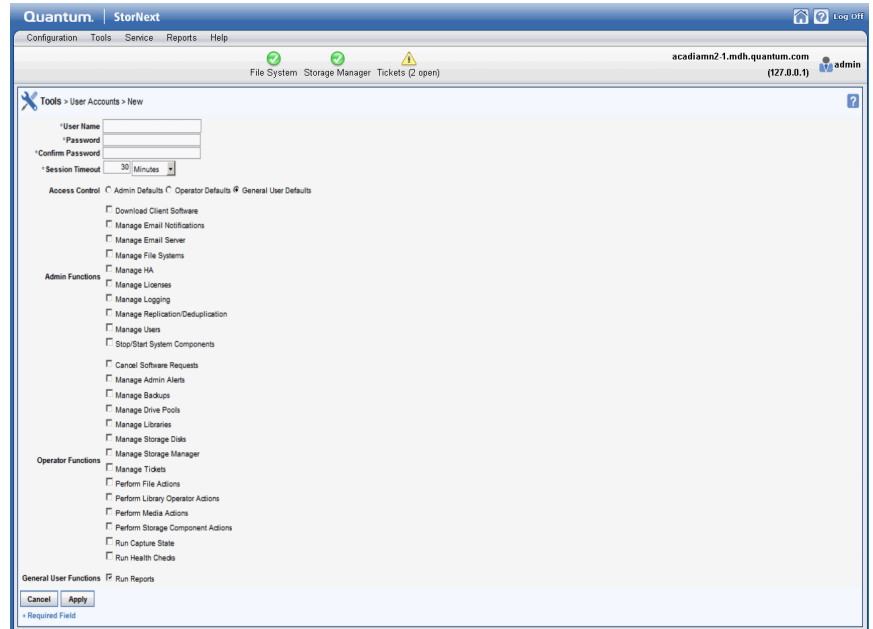 Quantum. StorNext Log Off
Configuration Tools Service Reports Help
File System Storage Manager Tickets (2 open)
acadiamn2-1.mdh.quantum.com
(127.0.0.1)
admin
Tools > User Accounts > New
*User Name
*Password
*Confirm Password
*Session Timeout 30 Minutes
Access Control Admin Defaults Operator Defaults General User Defaults
Admin Functions
Download Client Software
Manage Email Notifications
Manage Email Server
Manage File Systems
Manage HA
Manage Licenses
Manage Logging
Manage Replication/Deduplication
Manage Users
Stop/Start System Components
Operator Functions
Cancel Software Requests
Manage Admin Alerts
Manage Backups
Manage Drive Pools
Manage Libraries
Manage Storage Disks
Manage Storage Manager
Manage Tickets
Perform File Actions
Perform Library Operator Actions
Perform Media Actions
Perform Storage Component Actions
Run Capture State
Run Health Checks
General User Functions Run Reports
Cancel Apply
* Required Field